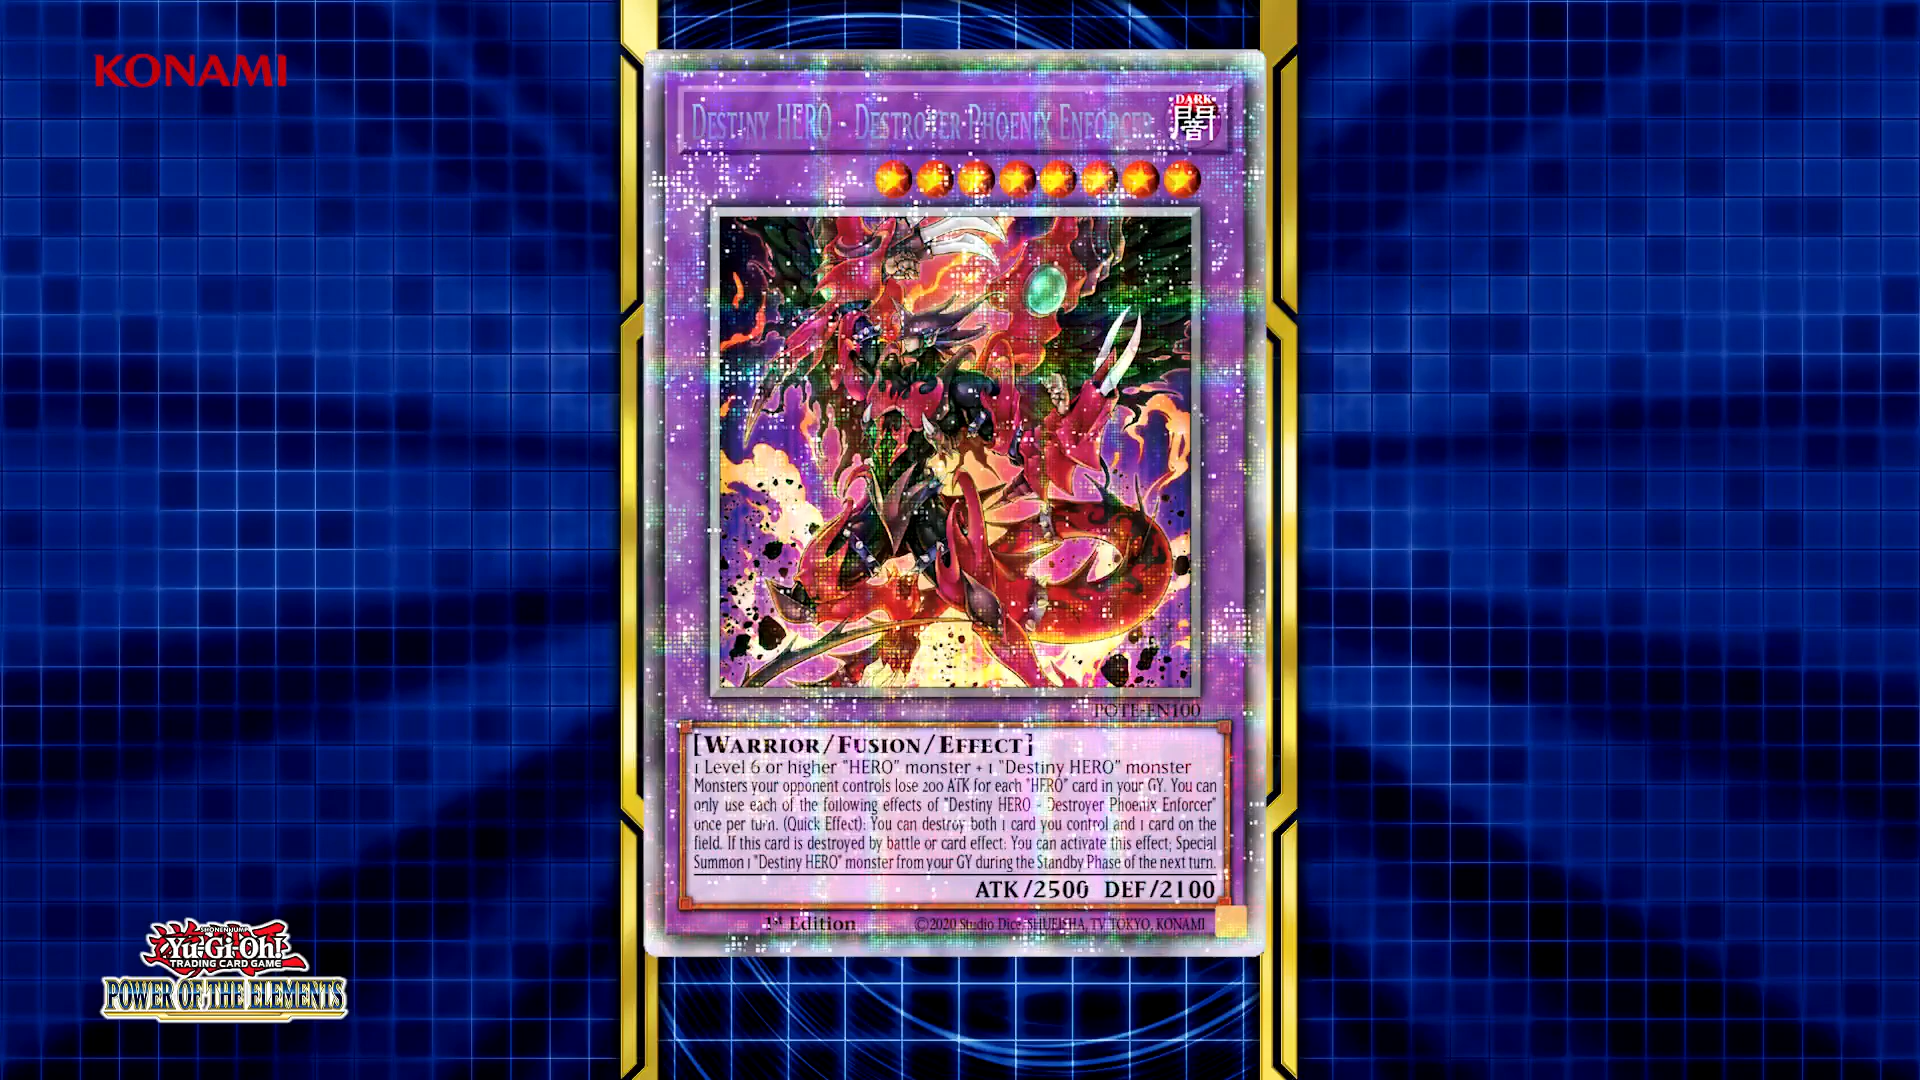 KONAMI
Destiny HERO - Destroyer Phoenix Enforcer
DARK
闇
POTE-EN100
[Warrior/Fusion/Effect]
1 Level 6 or higher "HERO" monster + 1 "Destiny HERO" monster
Monsters your opponent controls lose 200 ATK for each "HERO" card in your GY. You can
only use each of the following effects of "Destiny HERO - Destroyer Phoenix Enforcer"
once per turn. (Quick Effect): You can destroy both 1 card you control and 1 card on the
field. If this card is destroyed by battle or card effect: You can activate this effect; Special
Summon 1 "Destiny HERO" monster from your GY during the Standby Phase of the next turn.
ATK/2500 DEF/2100
1st Edition
©2020 Studio Dice/SHUEISHA, TV TOKYO, KONAMI
SHONEN JUMP
Yu-Gi-Oh!
TRADING CARD GAME
POWER OF THE ELEMENTS